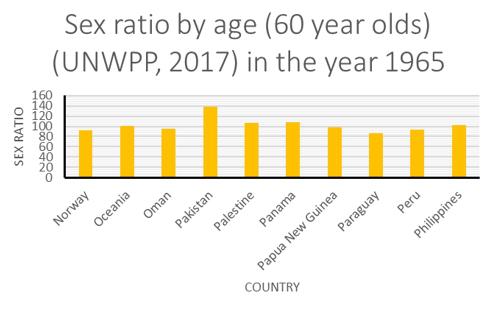 Sex ratio by age (60 year olds)
(UNWPP, 2017) in the year 1965
160
140
120
100
80
60
40
20
0
SEX RATIO
Norway
Oceania
Oman
Pakistan
Palestine
Panama
Papua New Guinea
Paraguay
Peru
Philippines
COUNTRY